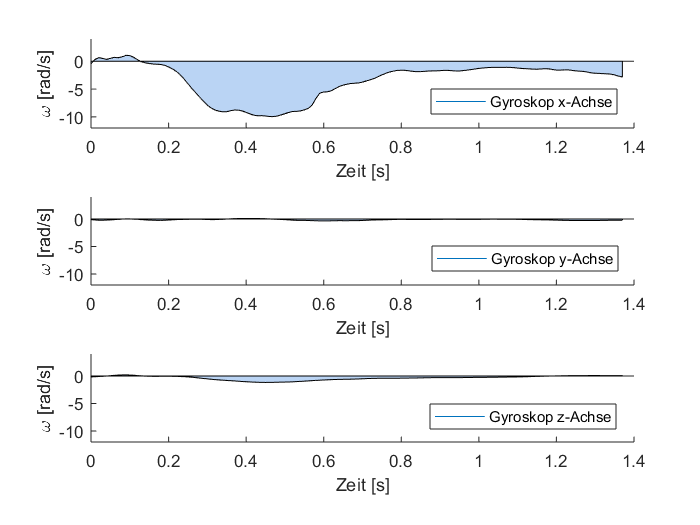 ω [rad/s]
0
-5
-10
Gyroskop x-Achse
0 0.2 0.4 0.6 0.8 1 1.2 1.4
Zeit [s]
ω [rad/s]
0
-5
-10
Gyroskop y-Achse
0 0.2 0.4 0.6 0.8 1 1.2 1.4
Zeit [s]
ω [rad/s]
0
-5
-10
Gyroskop z-Achse
0 0.2 0.4 0.6 0.8 1 1.2 1.4
Zeit [s]